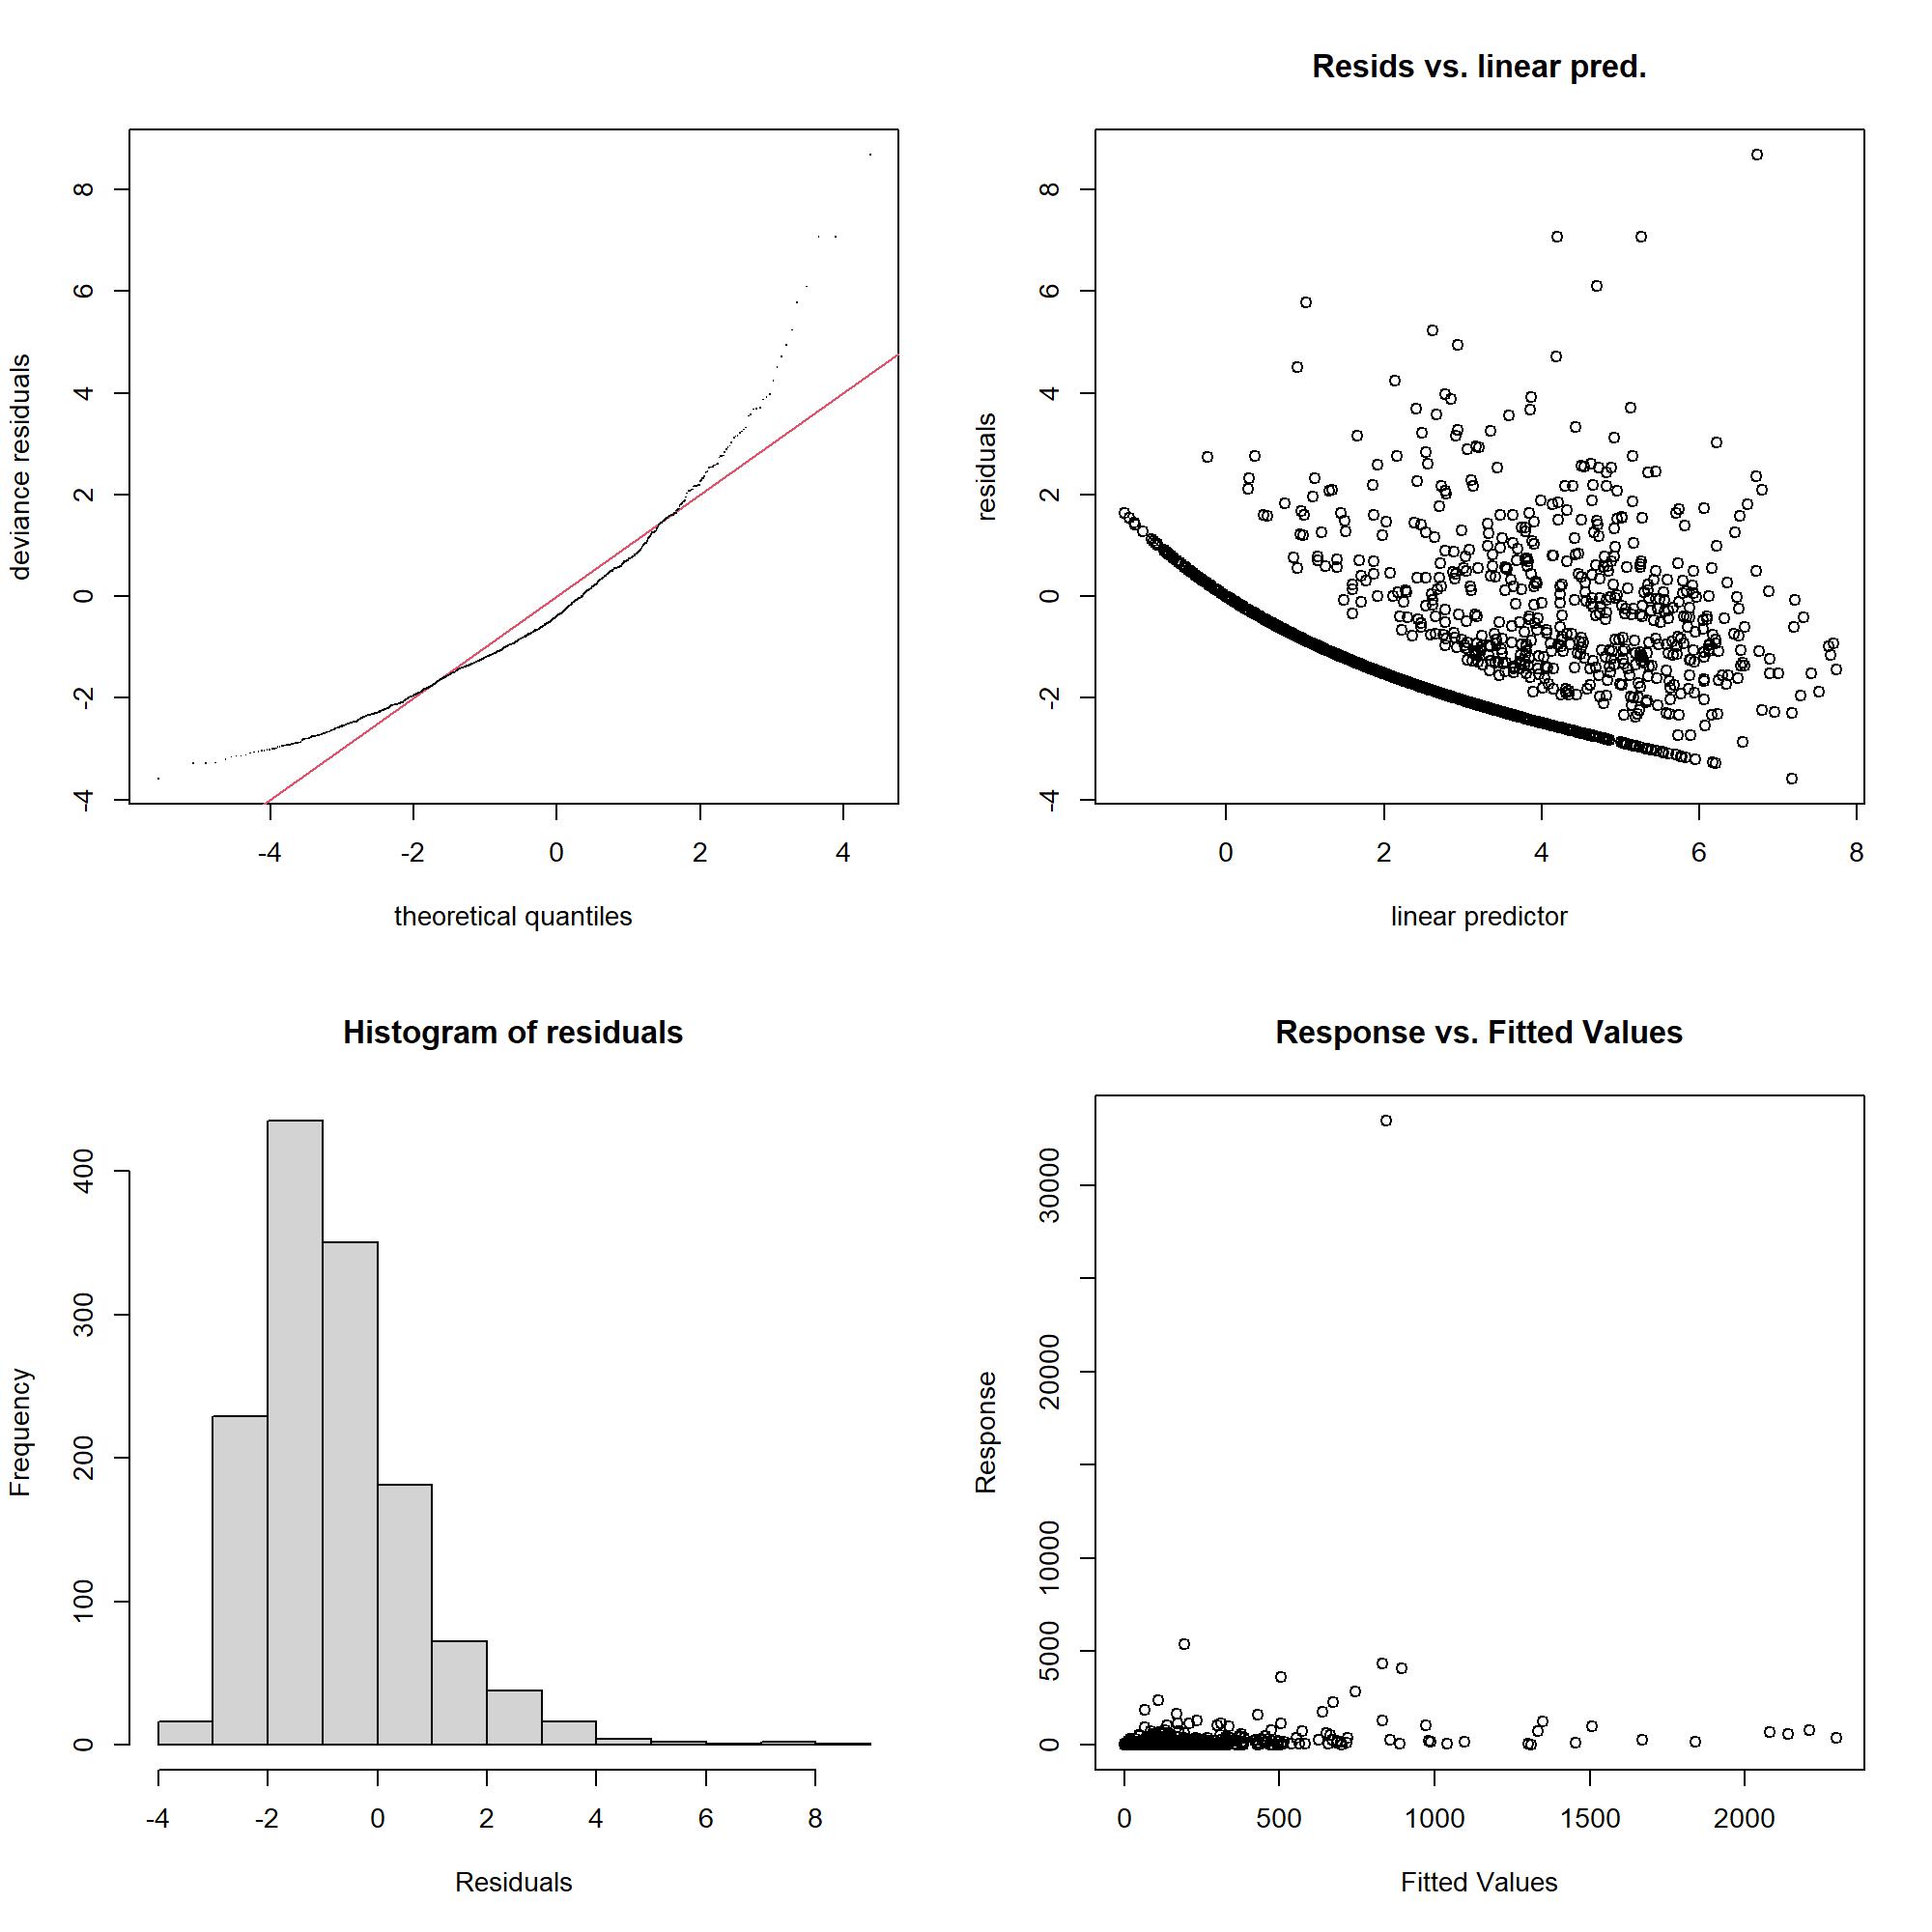 deviance residuals
8
6
4
2
0
-2
-4
-4 -2 0 2 4
theoretical quantiles
Resids vs. linear pred.
residuals
8
6
4
2
0
-2
-4
0 2 4 6 8
linear predictor
Histogram of residuals
Frequency
400
300
200
100
0
-4 -2 0 2 4 6 8
Residuals
Response vs. Fitted Values
Response
30000
20000
10000
5000
0
0 500 1000 1500 2000
Fitted Values